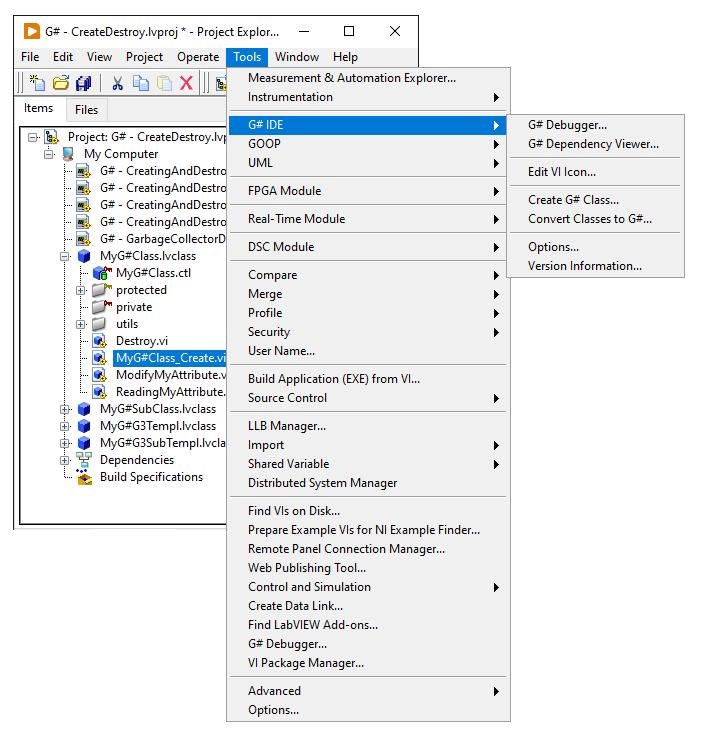 G# - CreateDestroy.lvproj * - Project Explor...
File Edit View Project Operate Tools Window Help
Items Files
Project: G# - CreateDestroy.lvp
My Computer
G# - CreatingAndDestro
G# - CreatingAndDestro
G# - CreatingAndDestro
G# - CreatingAndDestro
G# - GarbageCollectorD
MyG#Class.lvclass
MyG#Class.ctl
protected
private
utils
Destroy.vi
MyG#Class_Create.vi
ModifyMyAttribute.v
ReadingMyAttribute.
MyG#SubClass.lvclass
MyG#G3Templ.lvclass
MyG#G3SubTempl.lvcla
Dependencies
Build Specifications
Measurement & Automation Explorer...
Instrumentation
G# IDE
GOOP
UML
FPGA Module
Real-Time Module
DSC Module
Compare
Merge
Profile
Security
User Name...
Build Application (EXE) from VI...
Source Control
LLB Manager...
Import
Shared Variable
Distributed System Manager
Find VIs on Disk...
Prepare Example VIs for NI Example Finder...
Remote Panel Connection Manager...
Web Publishing Tool...
Control and Simulation
Create Data Link...
Find LabVIEW Add-ons...
G# Debugger...
VI Package Manager...
Advanced
Options...
G# Debugger...
G# Dependency Viewer...
Edit VI Icon...
Create G# Class...
Convert Classes to G#...
Options...
Version Information...